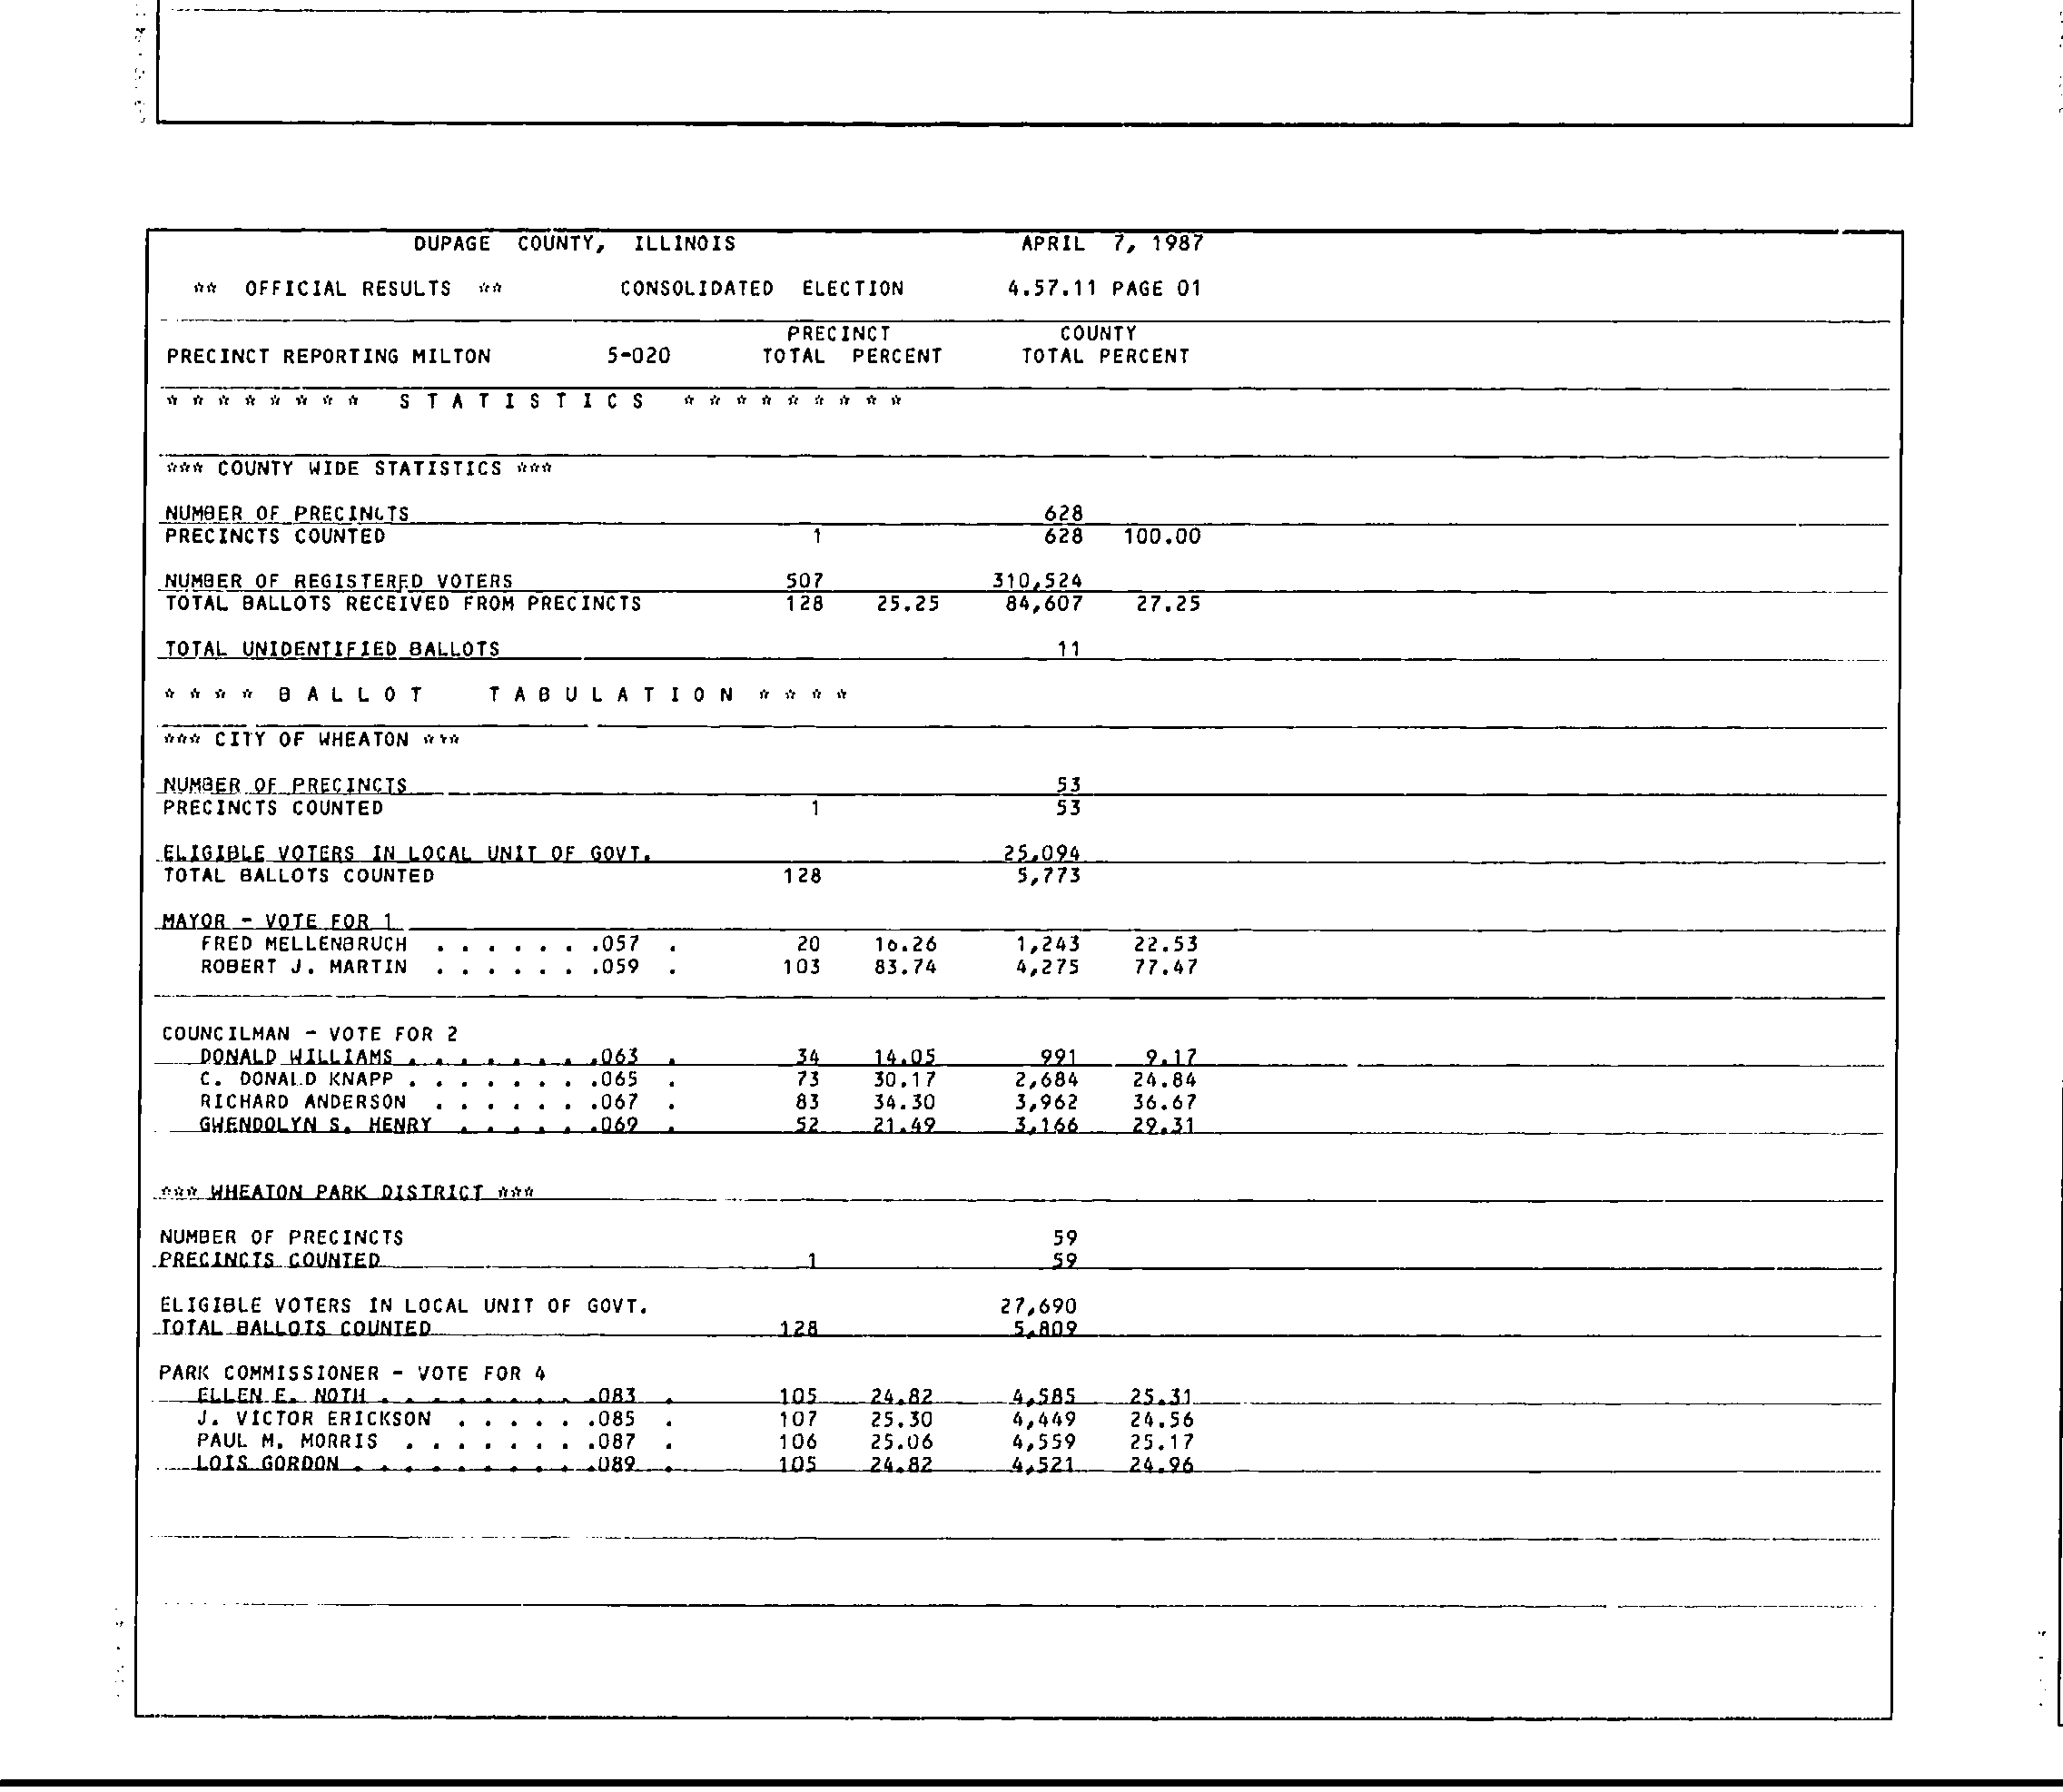 DUPAGE COUNTY, ILLINOIS APRIL 7, 1987
** OFFICIAL RESULTS ** CONSOLIDATED ELECTION 4.57.11 PAGE 01
PRECINCT COUNTY
PRECINCT REPORTING MILTON 5-020 TOTAL PERCENT TOTAL PERCENT
* * * * * * * * S T A T I S T I C S * * * * * * * * *
*** COUNTY WIDE STATISTICS ***
NUMBER OF PRECINCTS 628
PRECINCTS COUNTED 1 628 100.00
NUMBER OF REGISTERED VOTERS 507 310,524
TOTAL BALLOTS RECEIVED FROM PRECINCTS 128 25.25 84,607 27.25
TOTAL UNIDENTIFIED BALLOTS 11
* * * * B A L L O T T A B U L A T I O N * * * *
*** CITY OF WHEATON ***
NUMBER OF PRECINCTS 53
PRECINCTS COUNTED 1 53
ELIGIBLE VOTERS IN LOCAL UNIT OF GOVT. 25,094
TOTAL BALLOTS COUNTED 128 5,773
MAYOR - VOTE FOR 1
FRED MELLENBRUCH . . . . . . .057 . 20 16.26 1,243 22.53
ROBERT J. MARTIN . . . . . . .059 . 103 83.74 4,275 77.47
COUNCILMAN - VOTE FOR 2
DONALD WILLIAMS . . . . . . . .063 . 34 14.05 991 9.17
C. DONALD KNAPP . . . . . . . .065 . 73 30.17 2,684 24.84
RICHARD ANDERSON . . . . . . .067 . 83 34.30 3,962 36.67
GWENDOLYN S. HENRY . . . . . .069 . 52 21.49 3,166 29.31
*** WHEATON PARK DISTRICT ***
NUMBER OF PRECINCTS 59
PRECINCTS COUNTED 1 59
ELIGIBLE VOTERS IN LOCAL UNIT OF GOVT. 27,690
TOTAL BALLOTS COUNTED 128 5,809
PARK COMMISSIONER - VOTE FOR 4
ELLEN E. NOTH . . . . . . . . .083 . 105 24.82 4,585 25.31
J. VICTOR ERICKSON . . . . . .085 . 107 25.30 4,449 24.56
PAUL M. MORRIS . . . . . . . .087 . 106 25.06 4,559 25.17
LOIS GORDON . . . . . . . . . .089 . 105 24.82 4,521 24.96